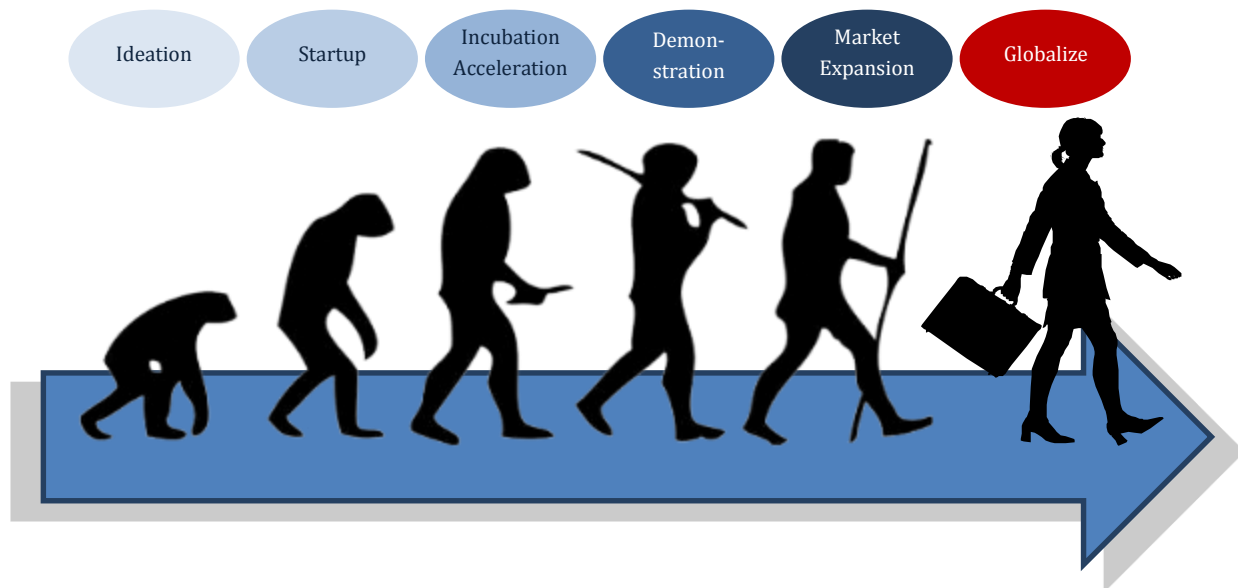 Ideation
Startup
Incubation
Acceleration
Demon-
stration
Market
Expansion
Globalize